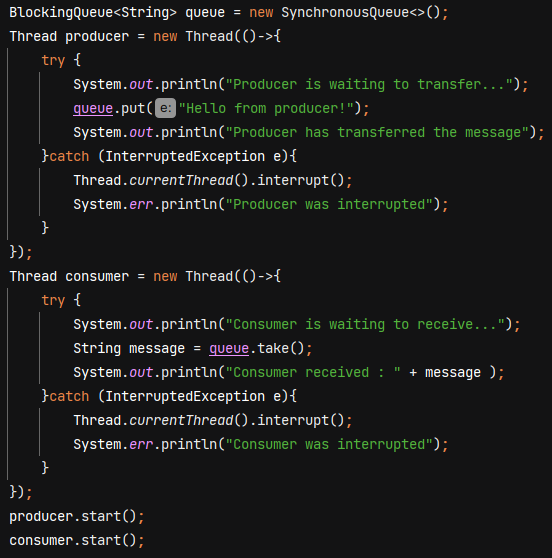 BlockingQueue<String> queue = new SynchronousQueue<>();
Thread producer = new Thread(()->{
    try {
        System.out.println("Producer is waiting to transfer...");
        queue.put( e: "Hello from producer!");
        System.out.println("Producer has transferred the message");
    }catch (InterruptedException e){
        Thread.currentThread().interrupt();
        System.err.println("Producer was interrupted");
    }
});
Thread consumer = new Thread(()->{
    try {
        System.out.println("Consumer is waiting to receive...");
        String message = queue.take();
        System.out.println("Consumer received : " + message );
    }catch (InterruptedException e){
        Thread.currentThread().interrupt();
        System.err.println("Consumer was interrupted");
    }
});
producer.start();
consumer.start();